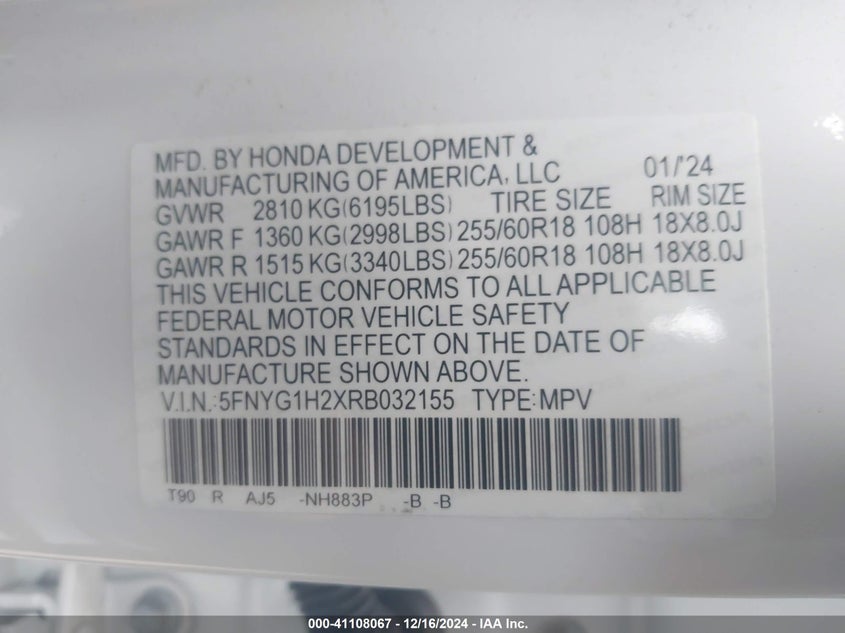 MFD. BY HONDA DEVELOPMENT &
MANUFACTURING OF AMERICA, LLC 01/'24
GVWR 2810 KG(6195LBS) TIRE SIZE RIM SIZE
GAWR F 1360 KG(2998LBS) 255/60R18 108H 18X8.0J
GAWR R 1515 KG(3340LBS) 255/60R18 108H 18X8.0J
THIS VEHICLE CONFORMS TO ALL APPLICABLE
FEDERAL MOTOR VEHICLE SAFETY
STANDARDS IN EFFECT ON THE DATE OF
MANUFACTURE SHOWN ABOVE.
V.I.N.:5FNYG1H2XRB032155 TYPE:MPV
T90 R AJ5 -NH883P -B -B
000-41108067 - 12/16/2024 - IAA Inc.